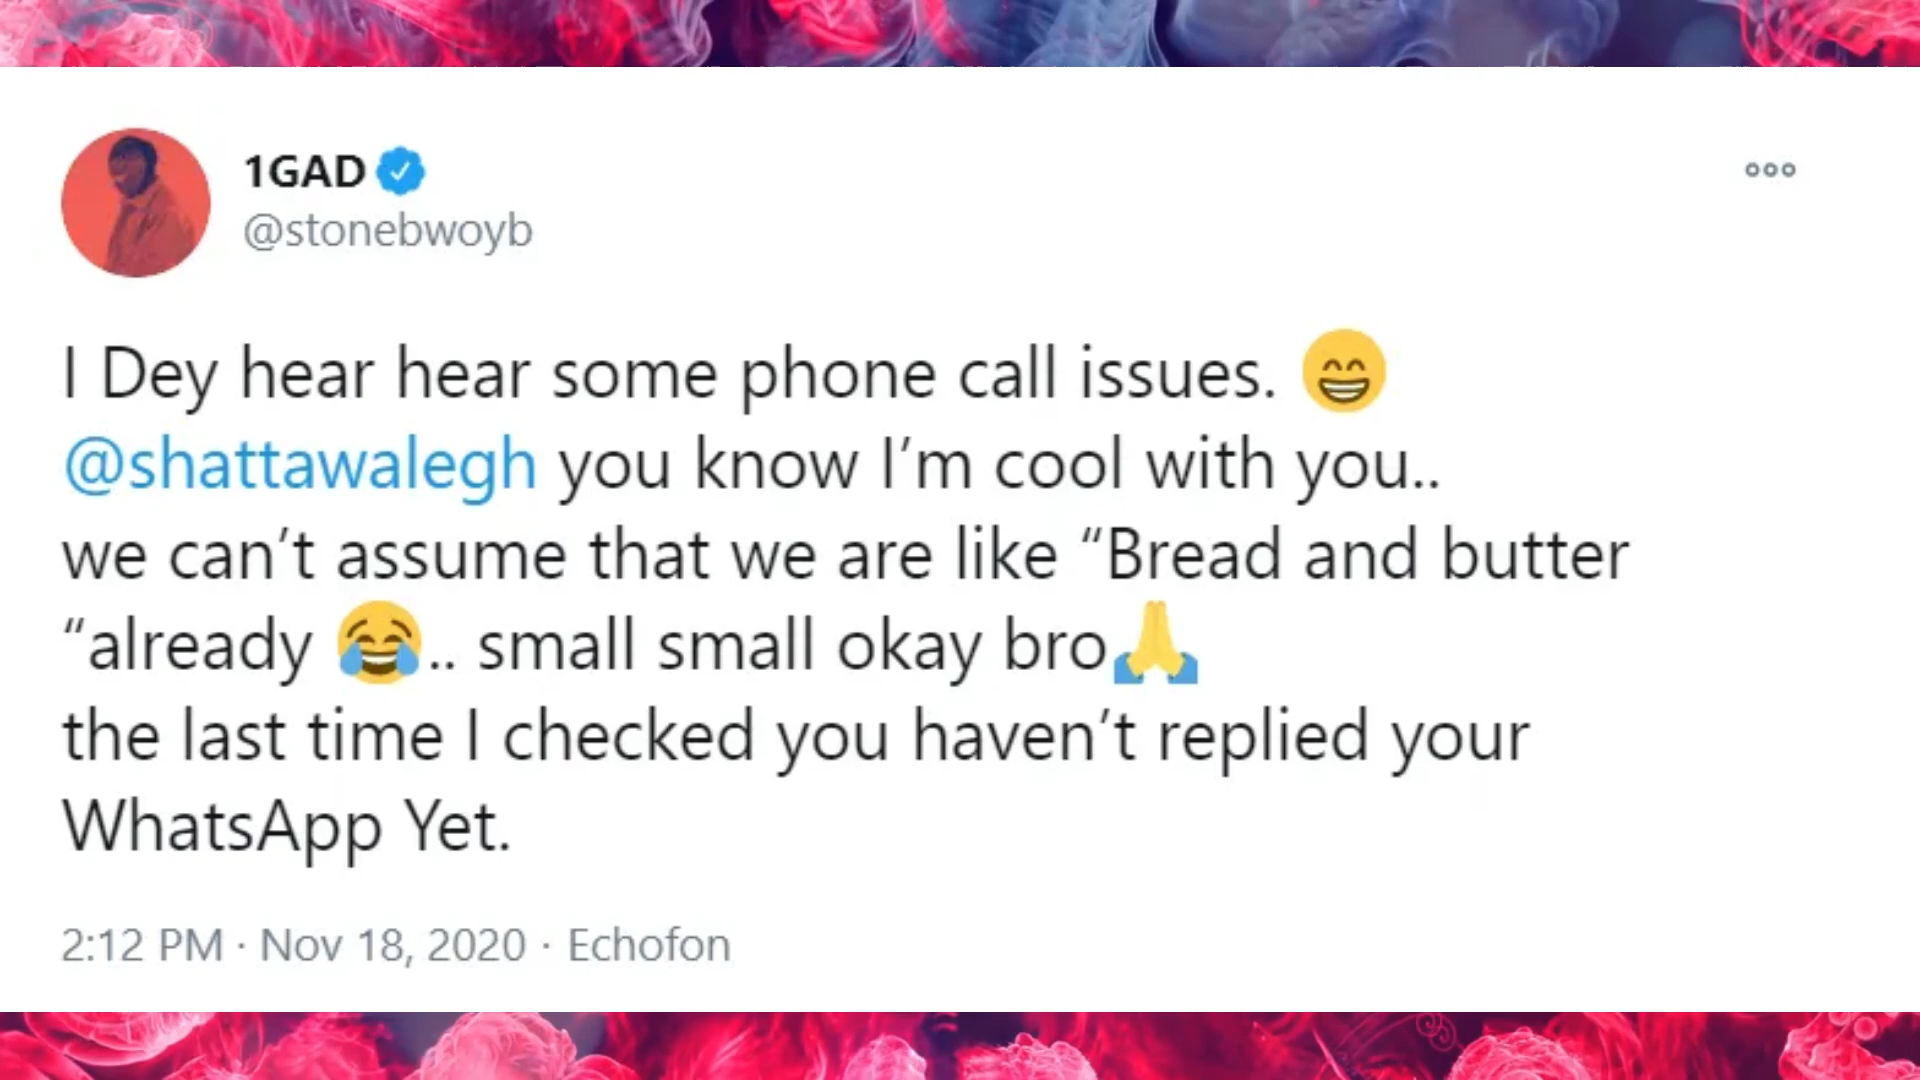 1GAD
@stonebwoyb
I Dey hear hear some phone call issues. 😁
@shattawalegh you know I’m cool with you..
we can’t assume that we are like “Bread and butter
“already 😂.. small small okay bro🙏
the last time I checked you haven’t replied your
WhatsApp Yet.
2:12 PM · Nov 18, 2020 · Echofon